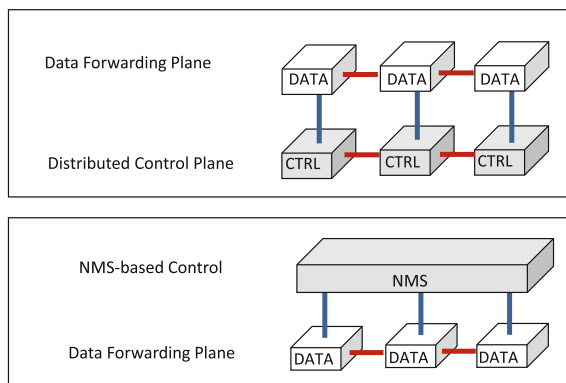 Data Forwarding Plane
DATA DATA DATA
Distributed Control Plane
CTRL CTRL CTRL
NMS-based Control
NMS
Data Forwarding Plane
DATA DATA DATA